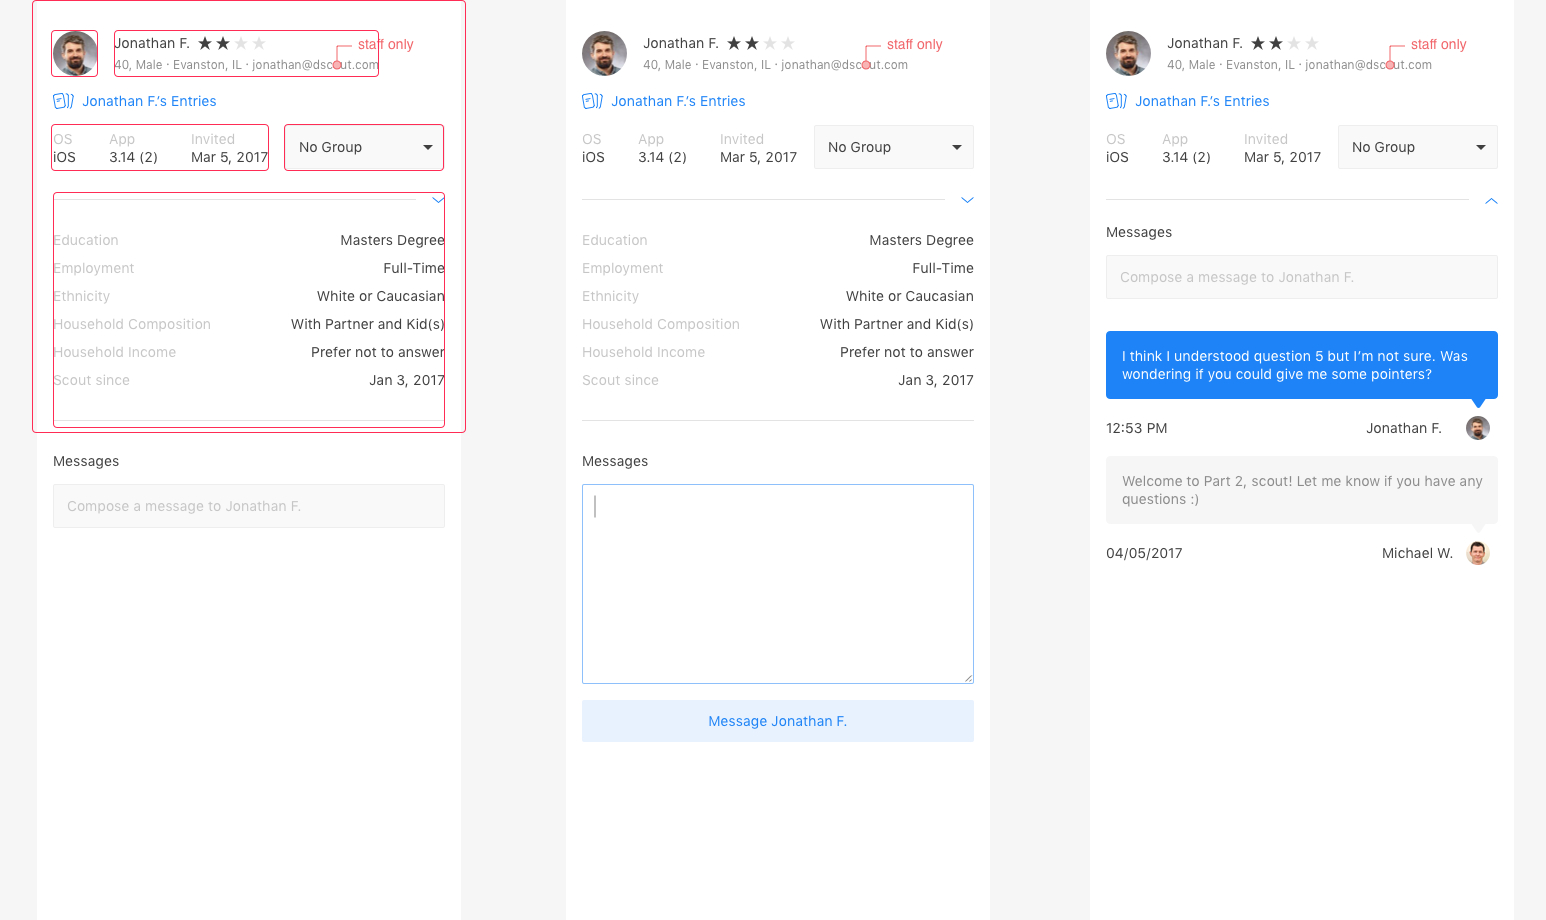 Jonathan F. ★★★★
staff only
40, Male · Evanston, IL · jonathan@dscout.com
Jonathan F.'s Entries
OS App Invited
iOS 3.14 (2) Mar 5, 2017
No Group
Education Masters Degree
Employment Full-Time
Ethnicity White or Caucasian
Household Composition With Partner and Kid(s)
Household Income Prefer not to answer
Scout since Jan 3, 2017
Messages
Compose a message to Jonathan F.
Jonathan F. ★★★★
staff only
40, Male · Evanston, IL · jonathan@dscout.com
Jonathan F.'s Entries
OS App Invited
iOS 3.14 (2) Mar 5, 2017
No Group
Education Masters Degree
Employment Full-Time
Ethnicity White or Caucasian
Household Composition With Partner and Kid(s)
Household Income Prefer not to answer
Scout since Jan 3, 2017
Messages
Message Jonathan F.
Jonathan F. ★★★★
staff only
40, Male · Evanston, IL · jonathan@dscout.com
Jonathan F.'s Entries
OS App Invited
iOS 3.14 (2) Mar 5, 2017
No Group
Messages
Compose a message to Jonathan F.
I think I understood question 5 but I'm not sure. Was
wondering if you could give me some pointers?
12:53 PM Jonathan F.
Welcome to Part 2, scout! Let me know if you have any
questions :)
04/05/2017 Michael W.